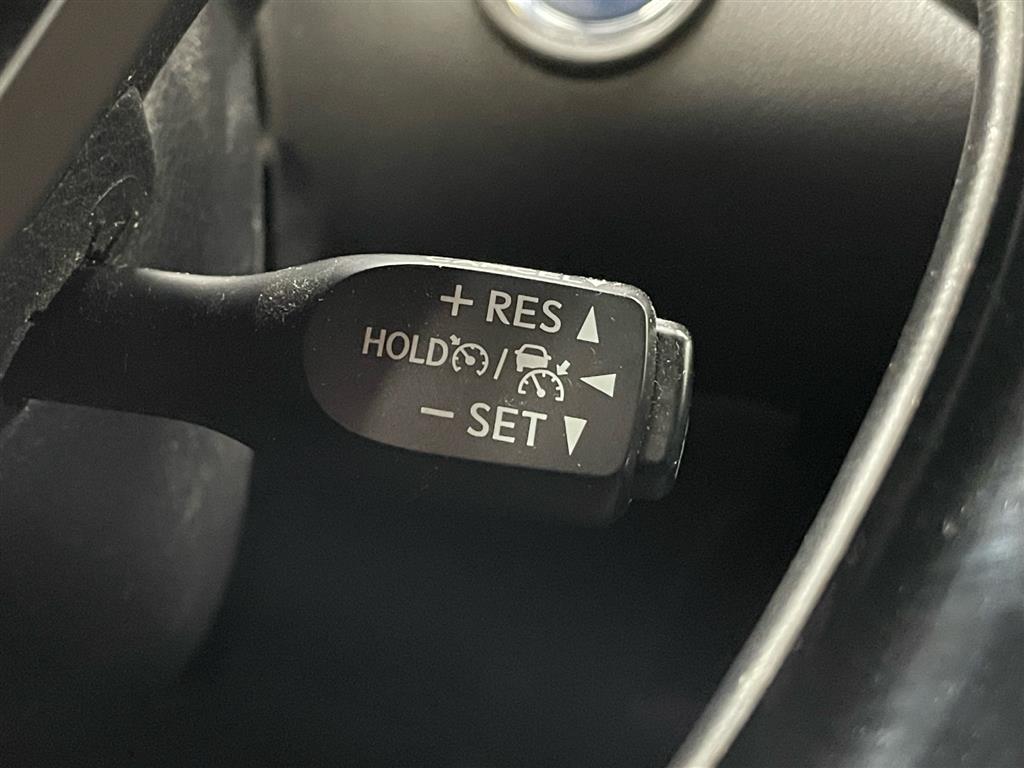 + RES
HOLD /
– SET